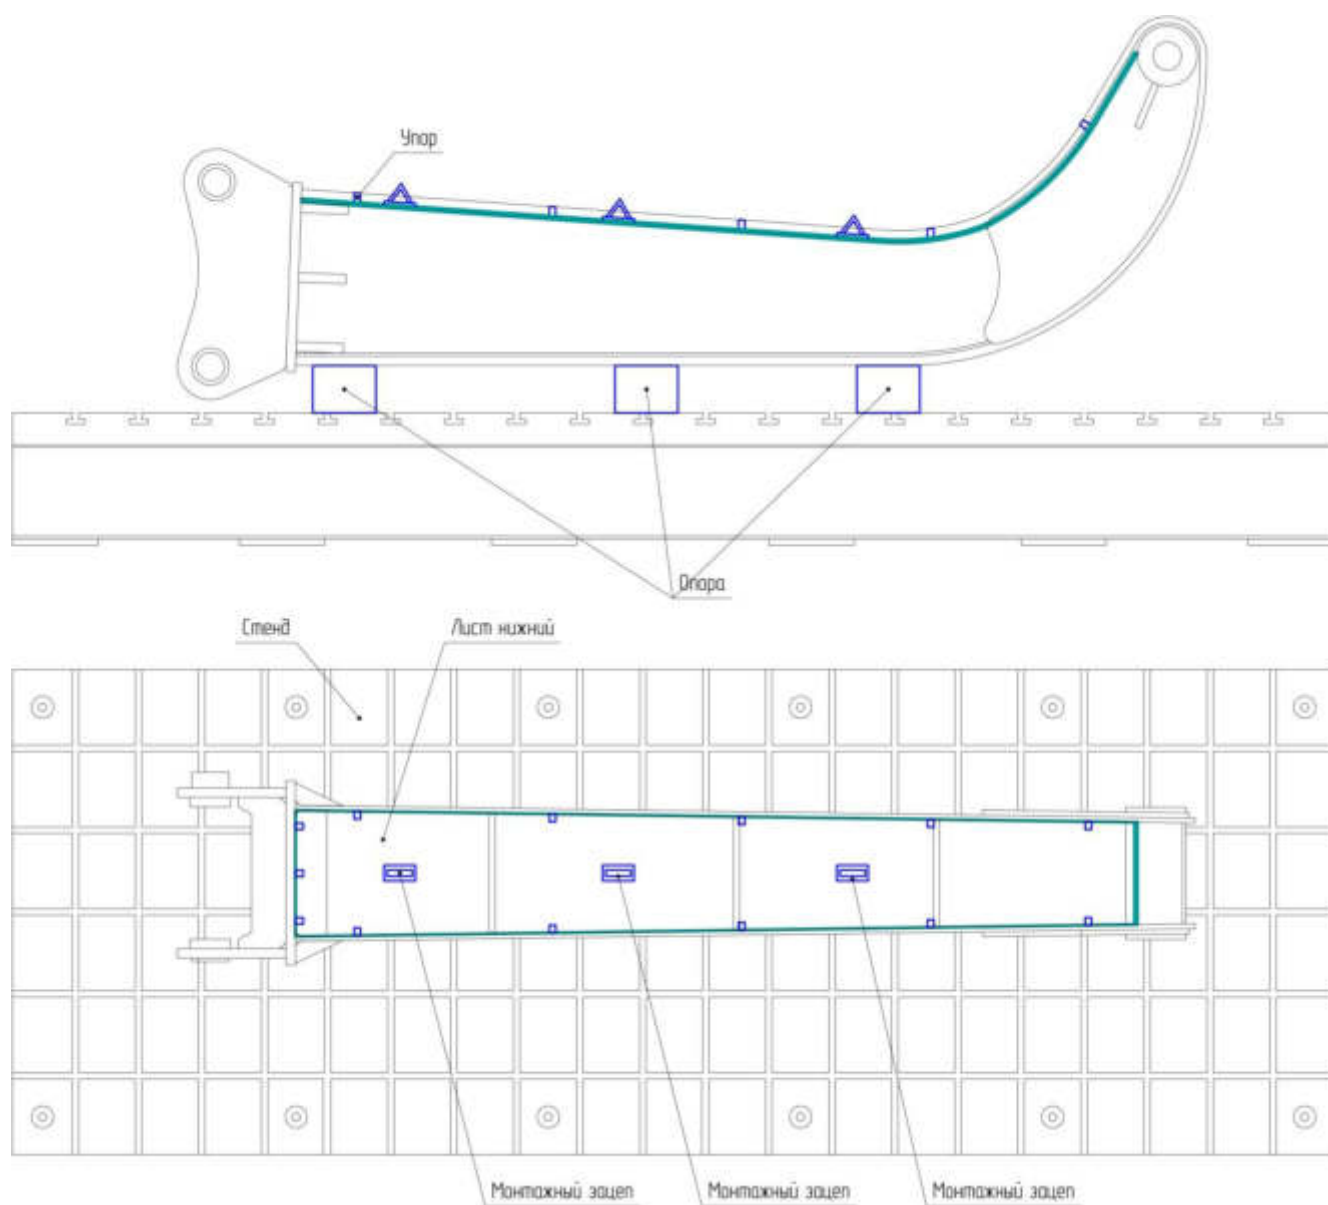 Упор
Опора
Стенд
Лист нижний
Монтажный зацеп
Монтажный зацеп
Монтажный зацеп